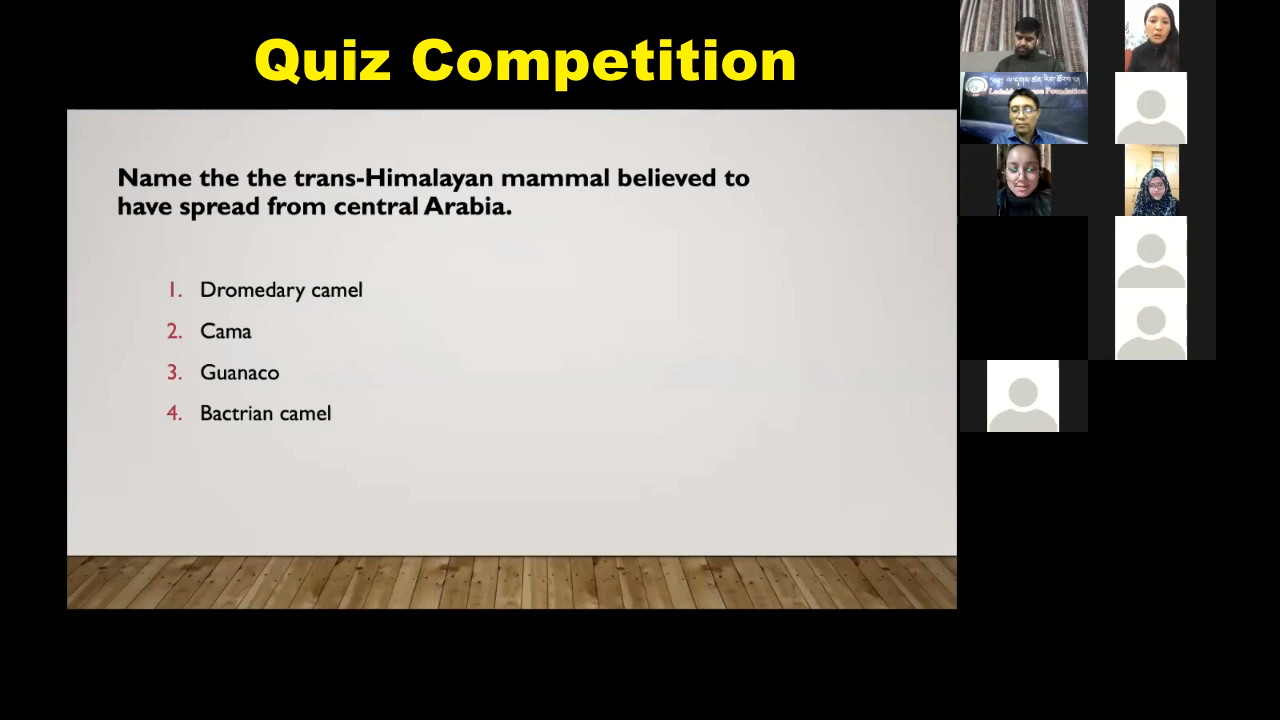 Quiz Competition
Name the the trans-Himalayan mammal believed to
have spread from central Arabia.
1. Dromedary camel
2. Cama
3. Guanaco
4. Bactrian camel